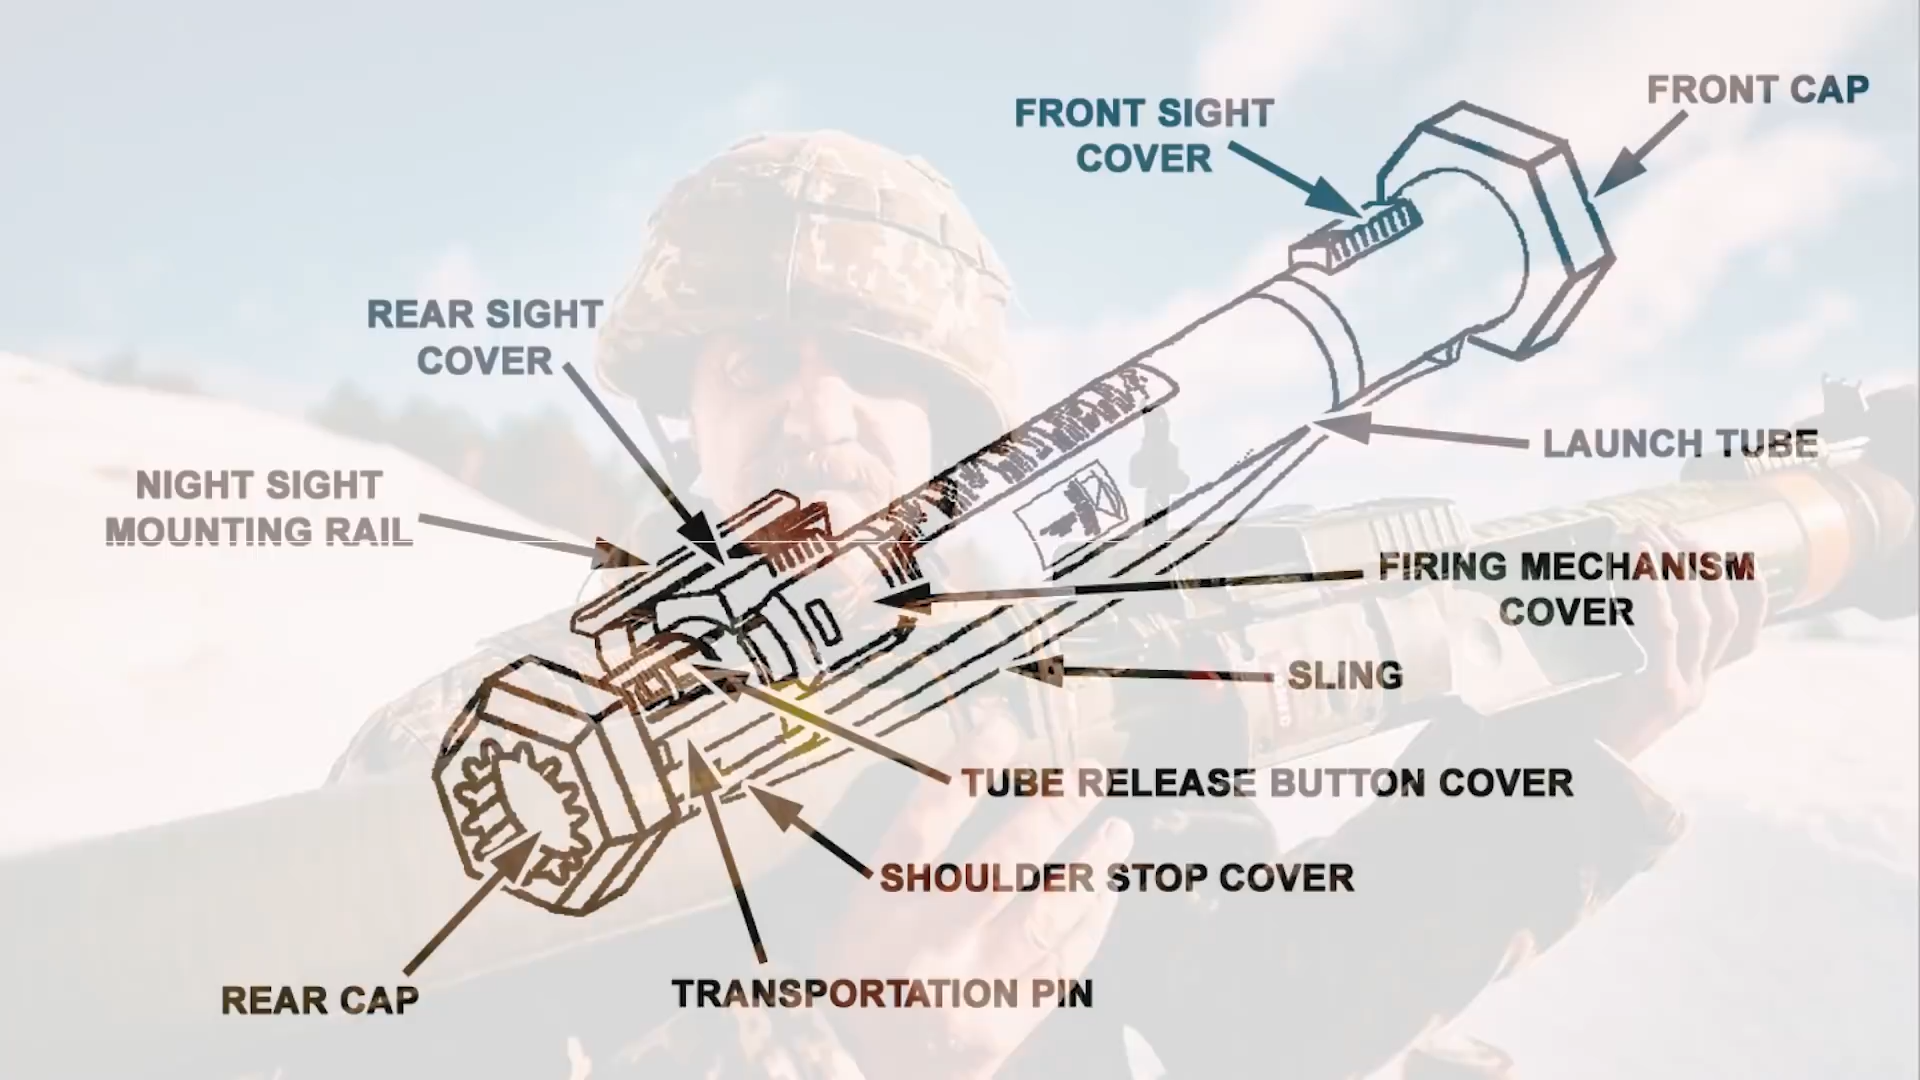 FRONT CAP
FRONT SIGHT
COVER
REAR SIGHT
COVER
LAUNCH TUBE
NIGHT SIGHT
MOUNTING RAIL
FIRING MECHANISM
COVER
SLING
TUBE RELEASE BUTTON COVER
SHOULDER STOP COVER
TRANSPORTATION PIN
REAR CAP